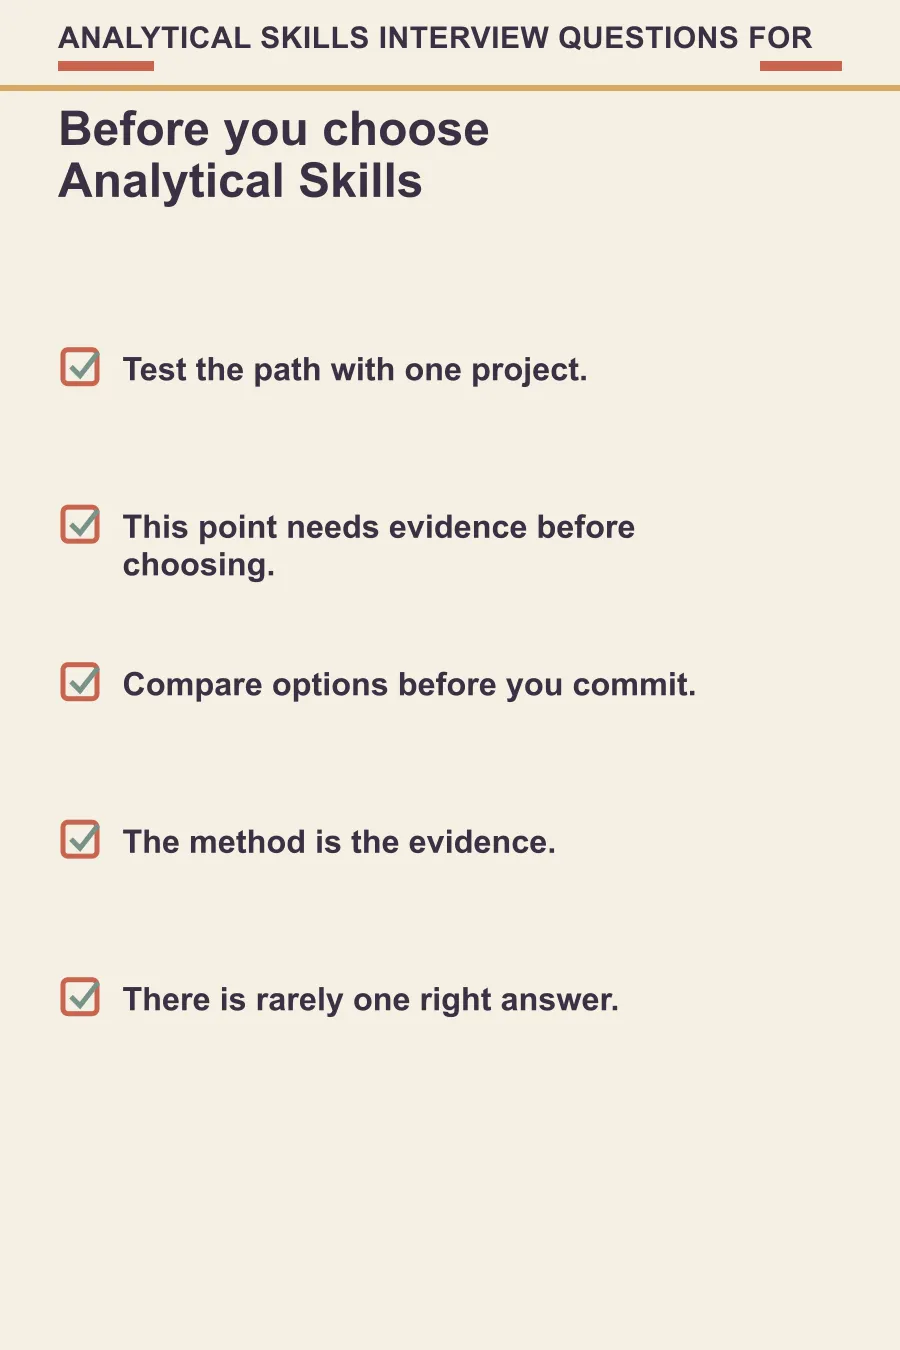 ANALYTICAL SKILLS INTERVIEW QUESTIONS FOR
Before you choose
Analytical Skills
Test the path with one project.
This point needs evidence before
choosing.
Compare options before you commit.
The method is the evidence.
There is rarely one right answer.